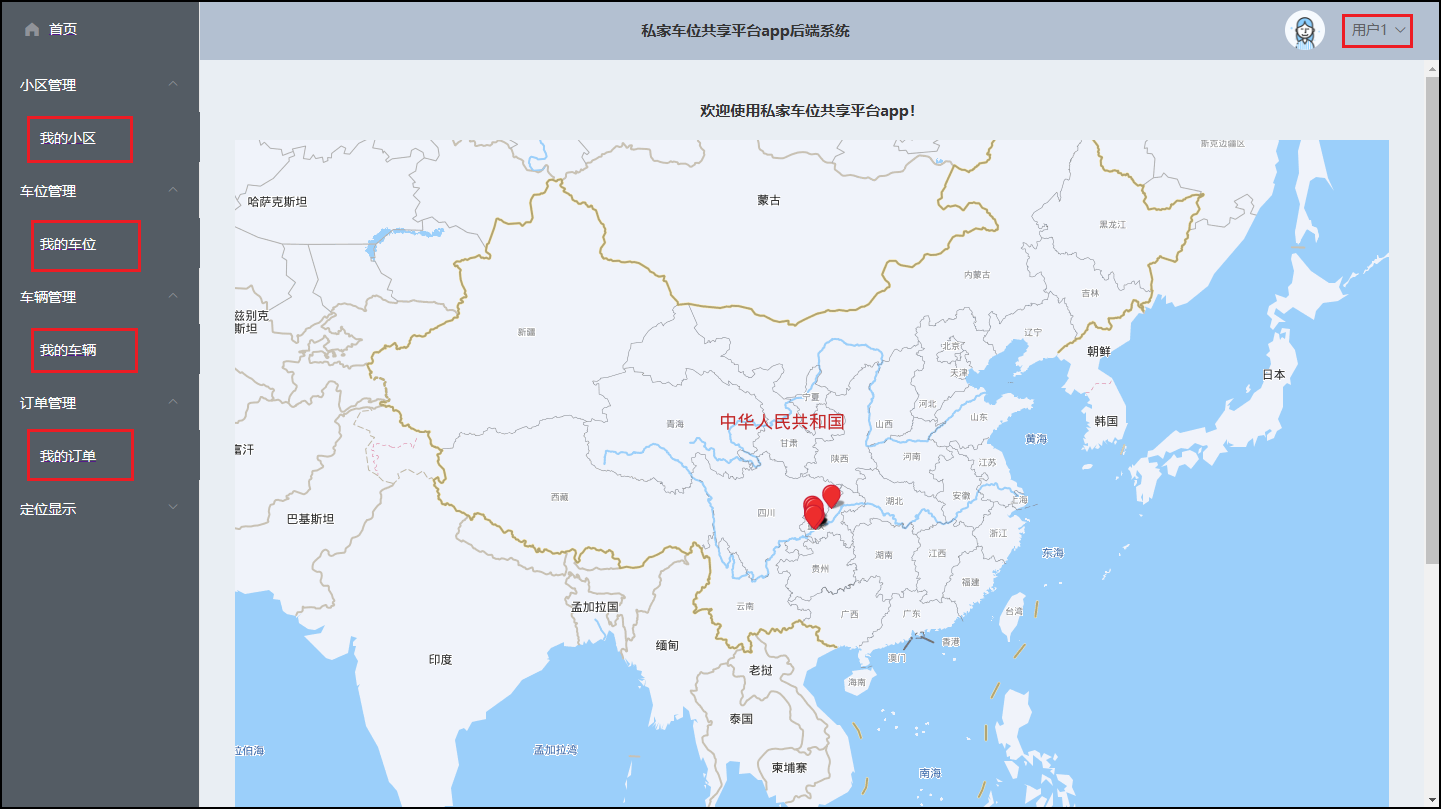 首页
私家车位共享平台app后端系统
用户1
小区管理
我的小区
车位管理
我的车位
车辆管理
我的车辆
订单管理
我的订单
定位显示
欢迎使用私家车位共享平台app！
斯克边疆区
哈萨克斯坦
蒙古
黑龙江
内蒙古
吉林
兹别克
斯坦
新疆
辽宁
北京
朝鲜
天津
日本
宁夏
河北
青海
中华人民共和国
山西
山东
韩国
甘肃
黄海
富汗
陕西
河南
江苏
西藏
四川
湖北
安徽
上海
巴基斯坦
浙江
东海
贵州
湖南
江西
福建
孟加拉国
云南
广西
广东
台湾
缅甸
香港
印度
澳门
老挝
海南
泰国
拉伯海
孟加拉湾
柬埔寨
南海